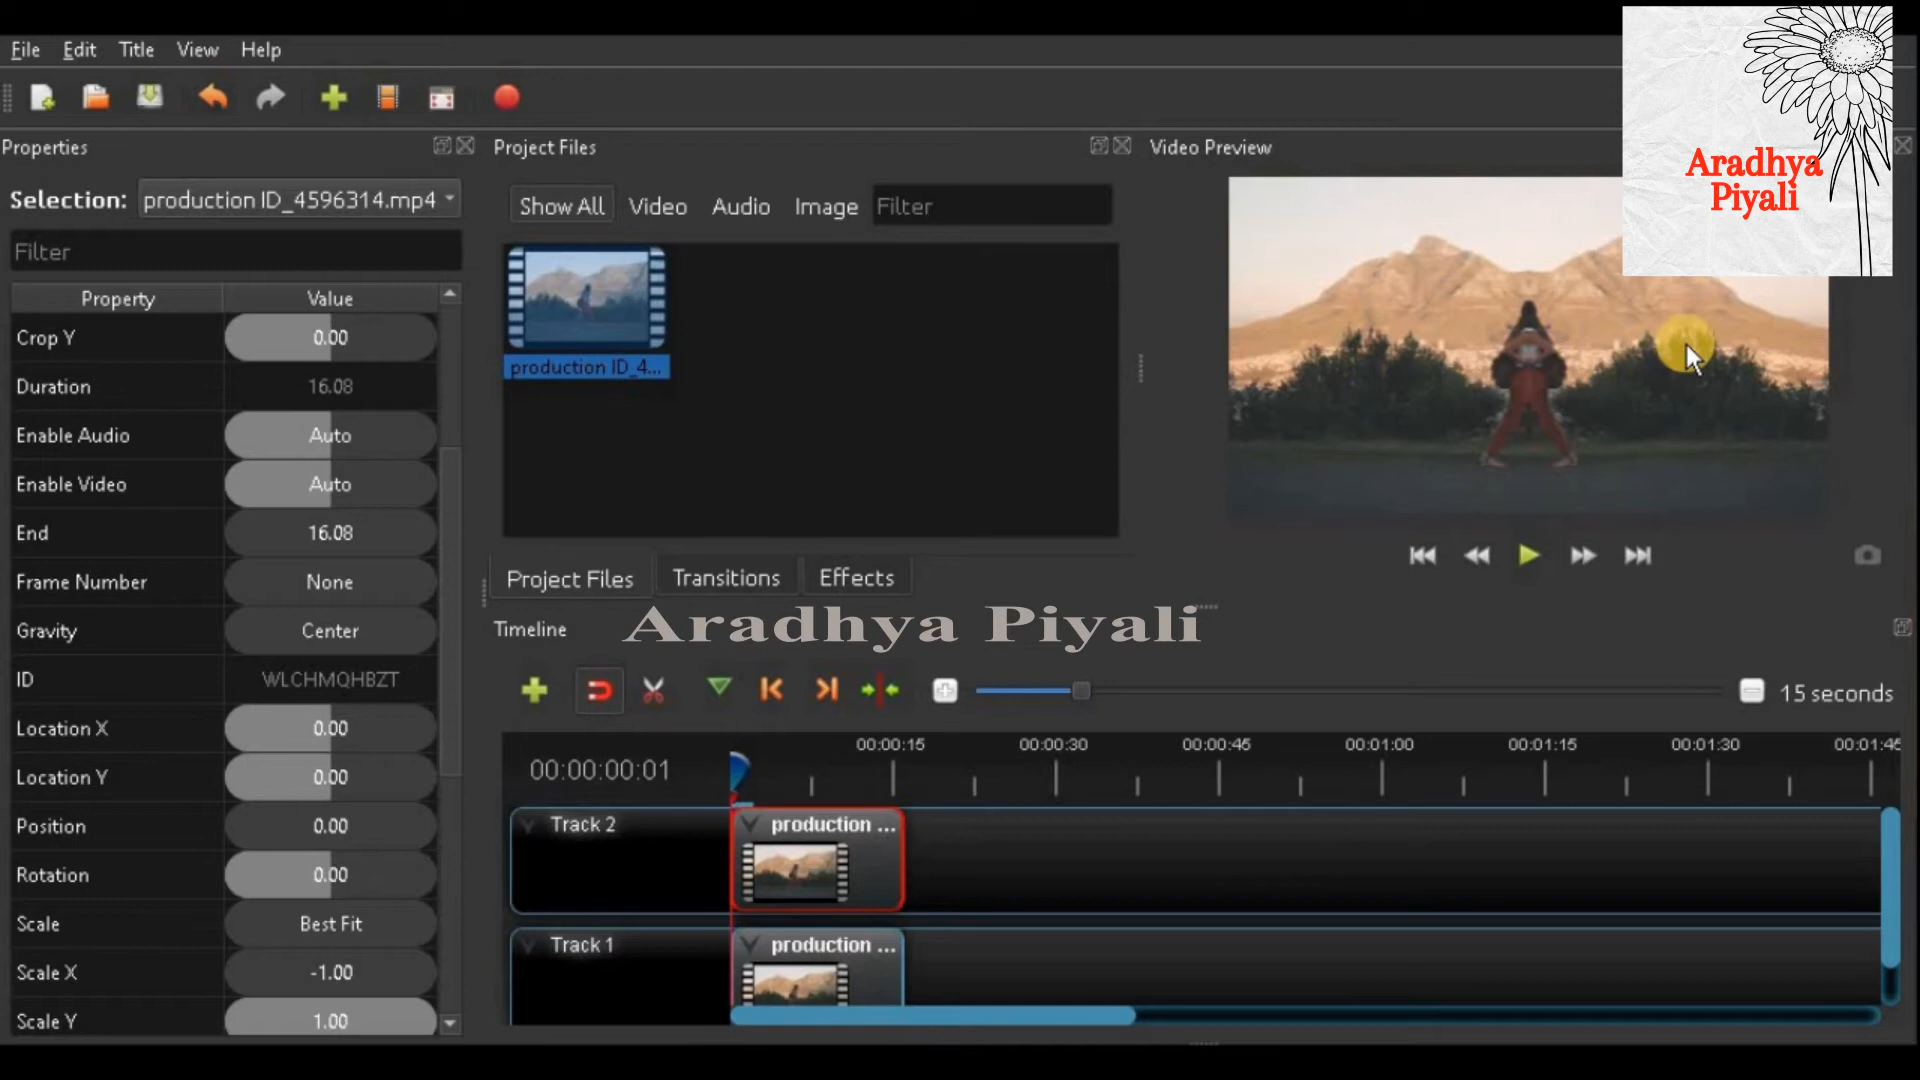 File Edit Title View Help
Aradhya
Piyali
Properties
Project Files
Video Preview
Selection: production ID_4596314.mp4
Show All Video Audio Image Filter
Filter
Property Value
Crop Y 0.00
Duration 16.08
Enable Audio Auto
Enable Video Auto
End 16.08
Frame Number None
Gravity Center
ID WLCHMQHBZT
Location X 0.00
Location Y 0.00
Position 0.00
Rotation 0.00
Scale Best Fit
Scale X -1.00
Scale Y 1.00
production ID_4...
Project Files Transitions Effects
Timeline
Aradhya Piyali
15 seconds
00:00:00:01
00:00:15 00:00:30 00:00:45 00:01:00 00:01:15 00:01:30 00:01:45
Track 2 production ...
Track 1 production ...